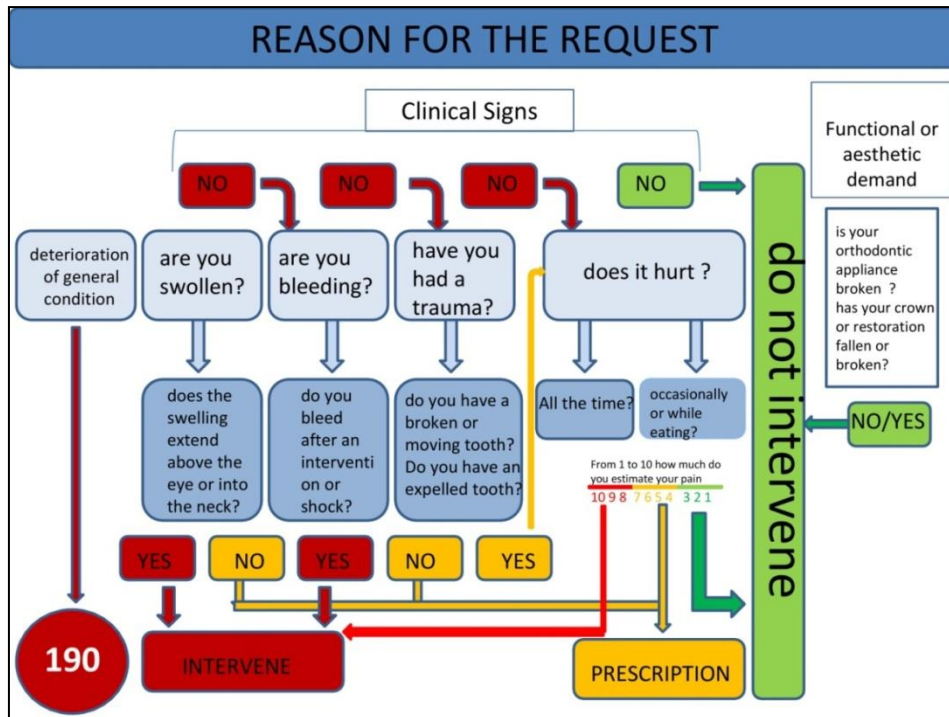 REASON FOR THE REQUEST
Clinical Signs
Functional or
aesthetic
demand
NO
NO
NO
NO
deterioration
of general
condition
are you
swollen?
are you
bleeding?
have you
had a
trauma?
does it hurt ?
do not intervene
is your
orthodontic
appliance
broken ?
has your crown
or restoration
fallen or
broken?
does the
swelling
extend
above the
eye or into
the neck?
do you
bleed
after an
interventi
on or
shock?
do you have a
broken or
moving tooth?
Do you have an
expelled tooth?
All the time?
occasionally
or while
eating?
NO/YES
From 1 to 10 how much do
you estimate your pain
10 9 8 7 6 5 4 3 2 1
YES
NO
YES
NO
YES
190
INTERVENE
PRESCRIPTION